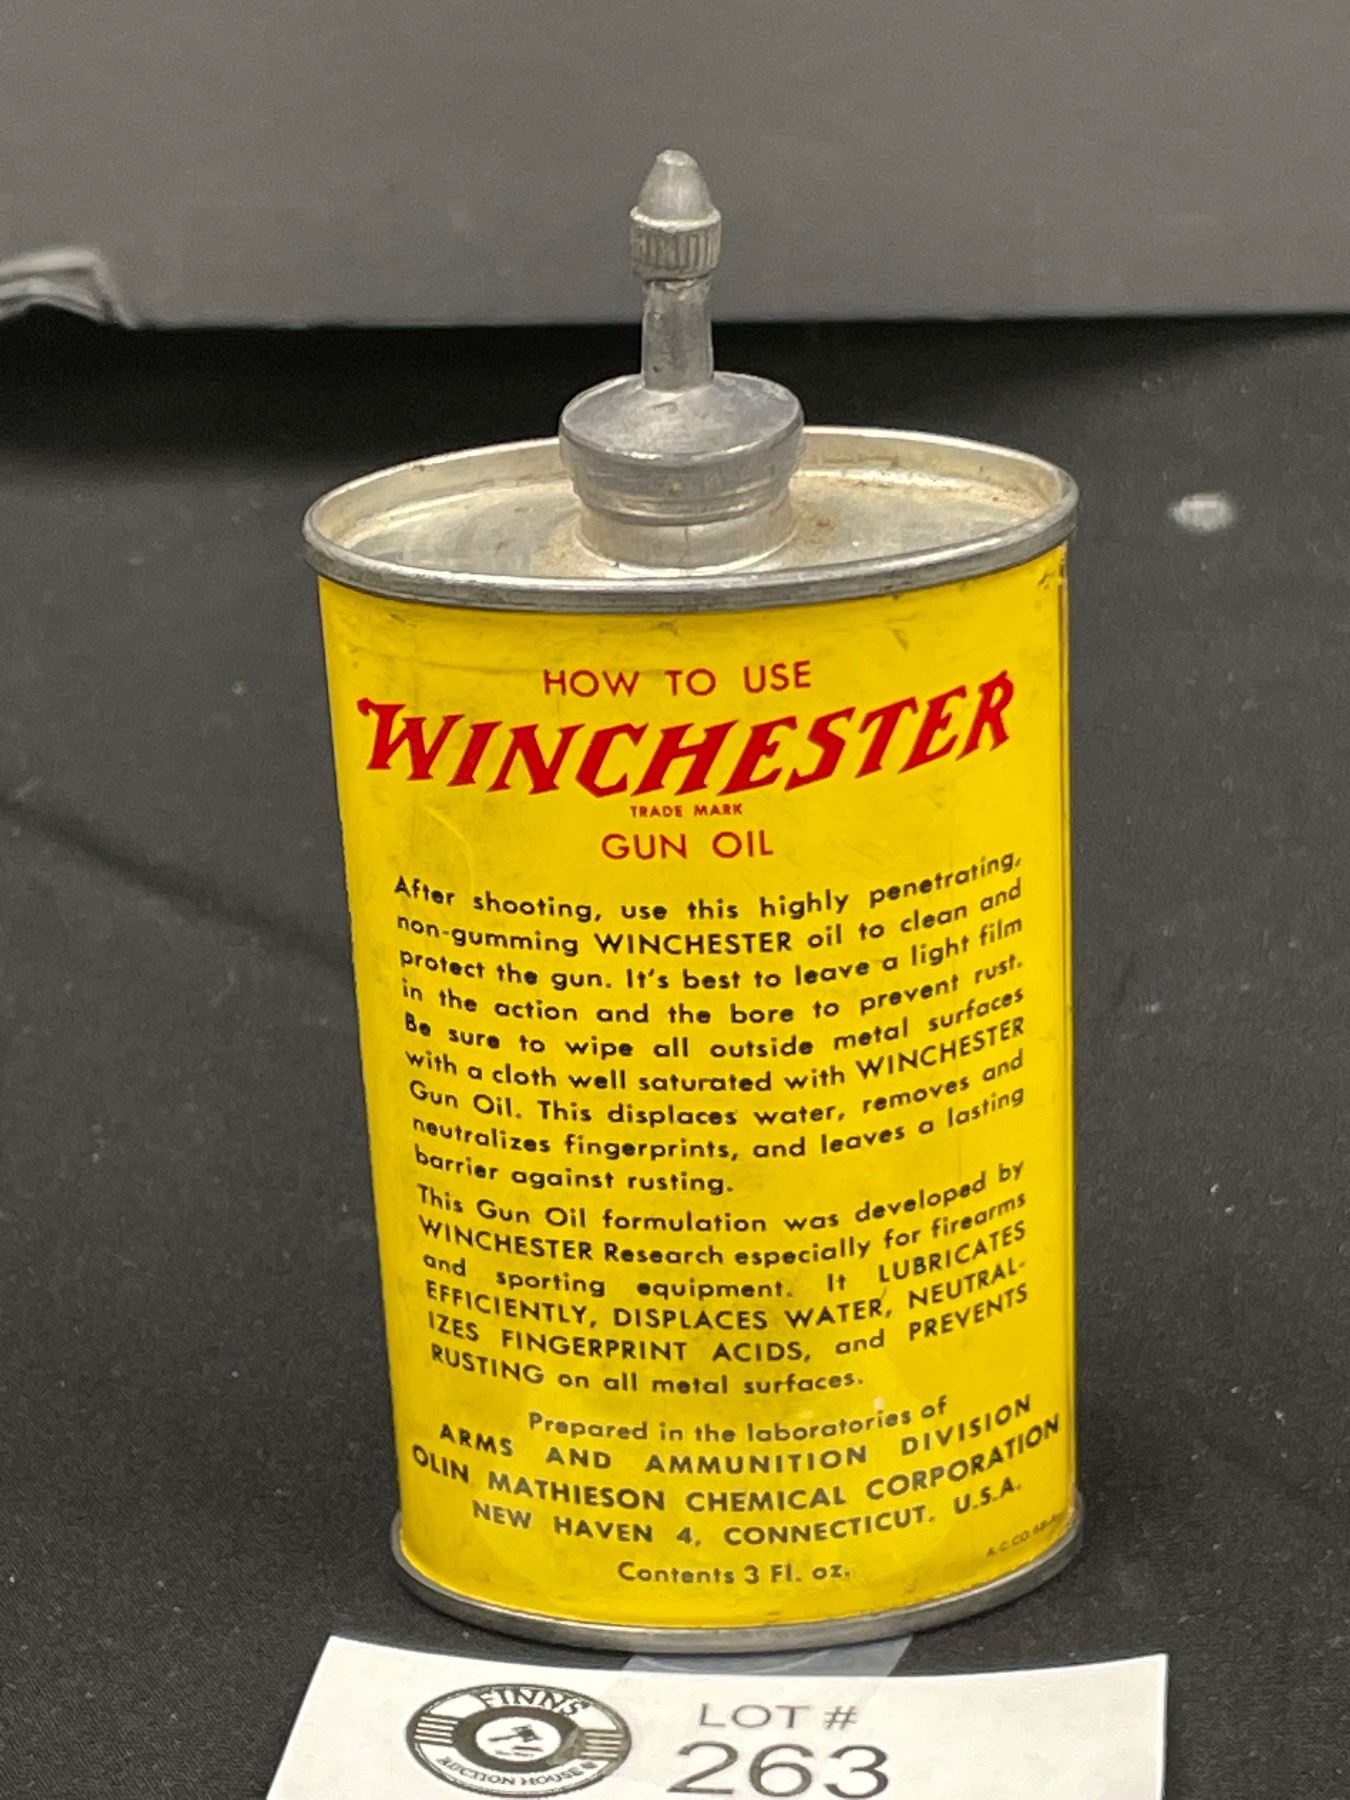 HOW TO USE
WINCHESTER
TRADE MARK
GUN OIL
After shooting, use this highly penetrating,
non-gumming WINCHESTER oil to clean and
protect the gun. It's best to leave a light film
in the action and the bore to prevent rust.
Be sure to wipe all outside metal surfaces
with a cloth well saturated with WINCHESTER
Gun Oil. This displaces water, removes and
neutralizes fingerprints, and leaves a lasting
barrier against rusting.
This Gun Oil formulation was developed by
WINCHESTER Research especially for firearms
and sporting equipment. It LUBRICATES
EFFICIENTLY, DISPLACES WATER, NEUTRAL-
IZES FINGERPRINT ACIDS, and PREVENTS
RUSTING on all metal surfaces.
Prepared in the laboratories of
ARMS AND AMMUNITION DIVISION
OLIN MATHIESON CHEMICAL CORPORATION
NEW HAVEN 4, CONNECTICUT. U.S.A.
A.C.CO.
Contents 3 Fl. oz.
FINNS
AUCTION HOUSE
LOT #
263